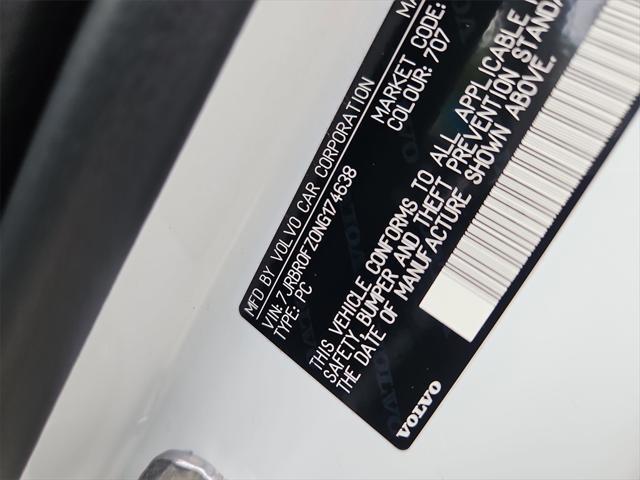 MFD BY VOLVO CAR CORPORATION
VIN: 7JRBR0FZ0NG174638
TYPE: PC
MARKET CODE:
COLOUR: 707
THIS VEHICLE CONFORMS TO ALL APPLICABLE
SAFETY, BUMPER AND THEFT PREVENTION STANDA
THE DATE OF MANUFACTURE SHOWN ABOVE.
VOLVO